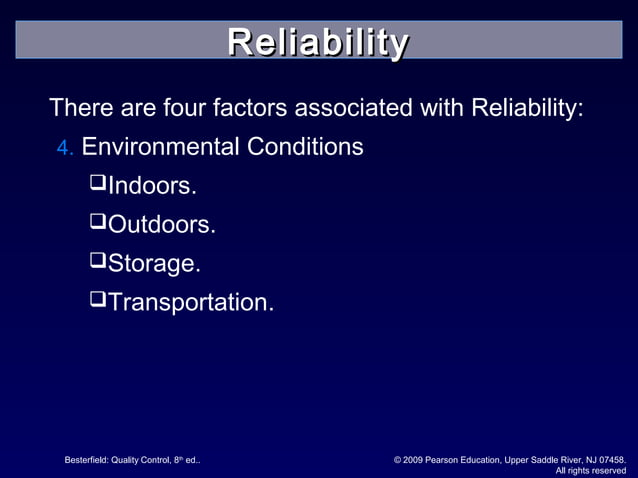 Reliability
There are four factors associated with Reliability:
4. Environmental Conditions
❑Indoors.
❑Outdoors.
❑Storage.
❑Transportation.
Besterfield: Quality Control, 8th ed..
© 2009 Pearson Education, Upper Saddle River, NJ 07458.
All rights reserved